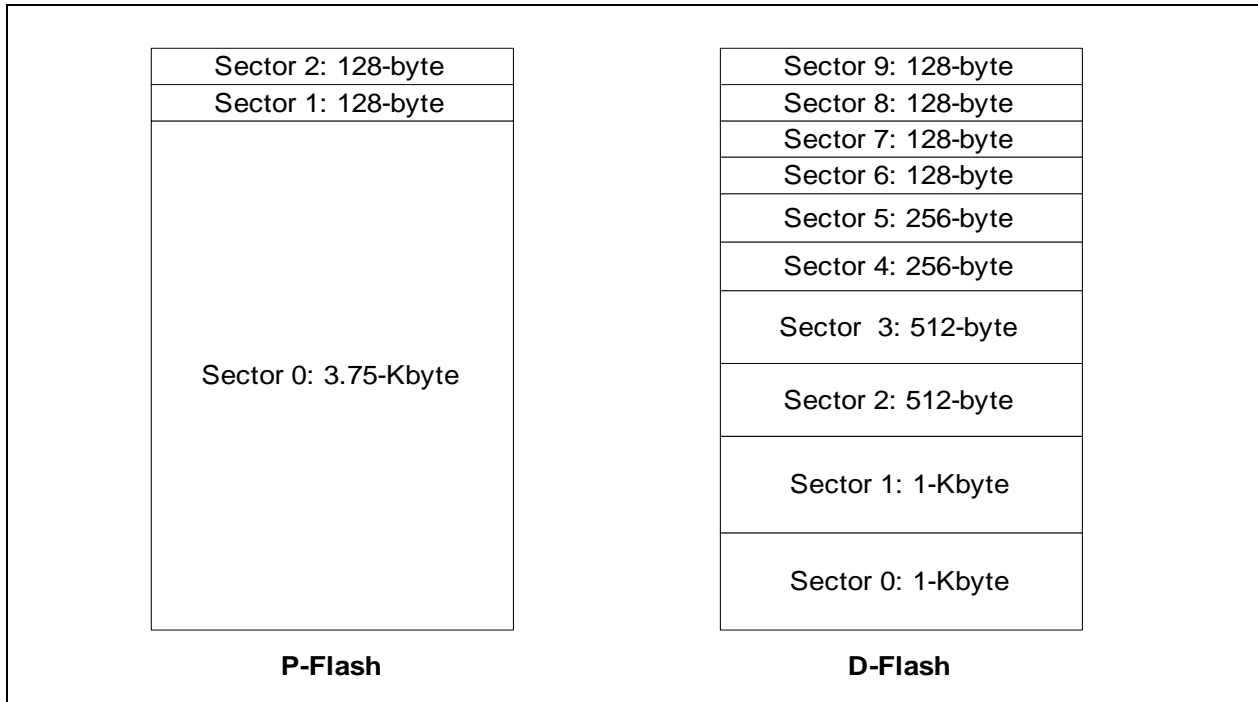 Sector 2: 128-byte
Sector 1: 128-byte
Sector 0: 3.75-Kbyte
P-Flash
Sector 9: 128-byte
Sector 8: 128-byte
Sector 7: 128-byte
Sector 6: 128-byte
Sector 5: 256-byte
Sector 4: 256-byte
Sector 3: 512-byte
Sector 2: 512-byte
Sector 1: 1-Kbyte
Sector 0: 1-Kbyte
D-Flash